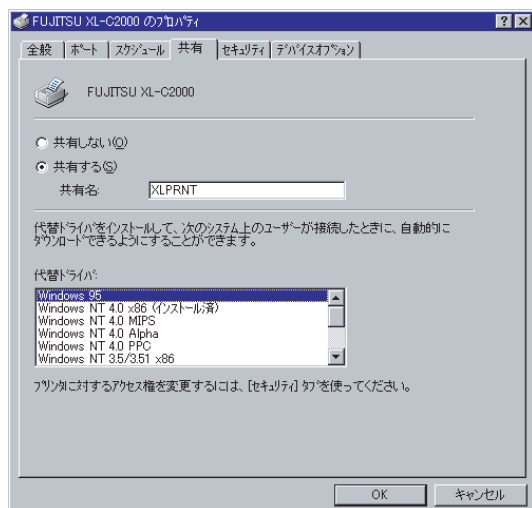 FUJITSU XL-C2000 のﾌﾟﾛﾊﾟﾃｨ
全般 ﾎﾟｰﾄ ｽｹｼﾞｭｰﾙ 共有 ｾｷｭﾘﾃｨ ﾃﾞﾊﾞｲｽｵﾌﾟｼｮﾝ
FUJITSU XL-C2000
共有しない(O)
共有する(S)
共有名: XLPRNT
代替ﾄﾞﾗｲﾊﾞをｲﾝｽﾄｰﾙして、次のｼｽﾃﾑ上のﾕｰｻﾞｰが接続したときに、自動的に
ﾀﾞｳﾝﾛｰﾄﾞできるようにすることができます。
代替ﾄﾞﾗｲﾊﾞ:
Windows 95
Windows NT 4.0 x86 (ｲﾝｽﾄｰﾙ済)
Windows NT 4.0 MIPS
Windows NT 4.0 Alpha
Windows NT 4.0 PPC
Windows NT 3.5/3.51 x86
ﾌﾟﾘﾝﾀに対するｱｸｾｽ権を変更するには、[ｾｷｭﾘﾃｨ] ﾀﾌﾞを使ってください。
OK ｷｬﾝｾﾙ